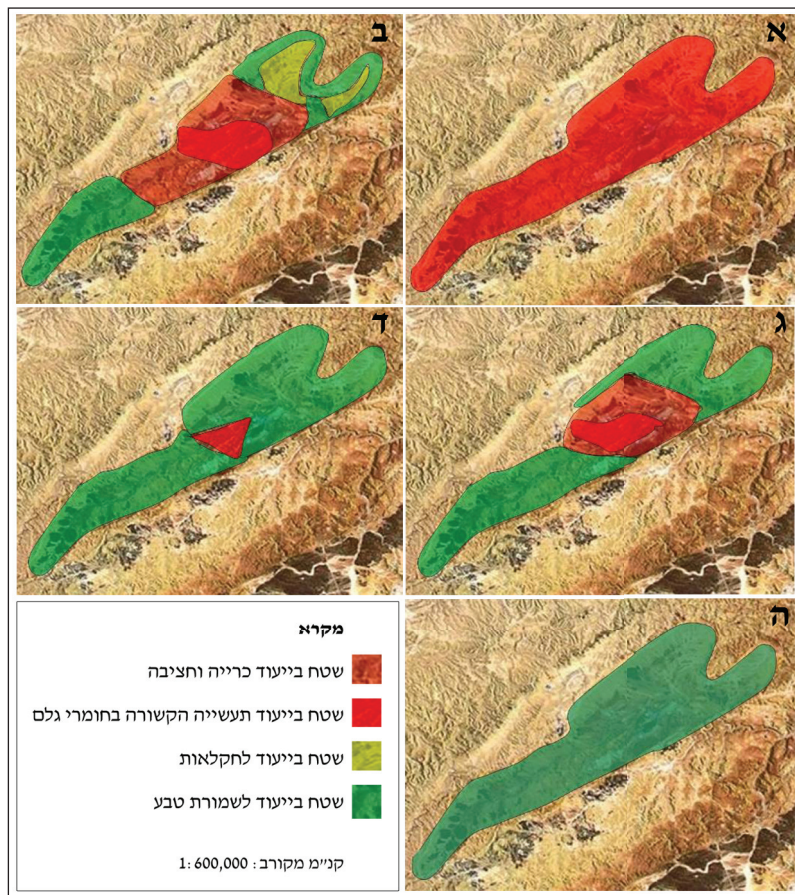 א
ב
ג
ד
ה
מקרא
שטח בייעוד כרייה וחציבה
שטח בייעוד תעשייה הקשורה בחומרי גלם
שטח בייעוד לחקלאות
שטח בייעוד לשמורת טבע
קנ״מ מקורב : 1: 600,000